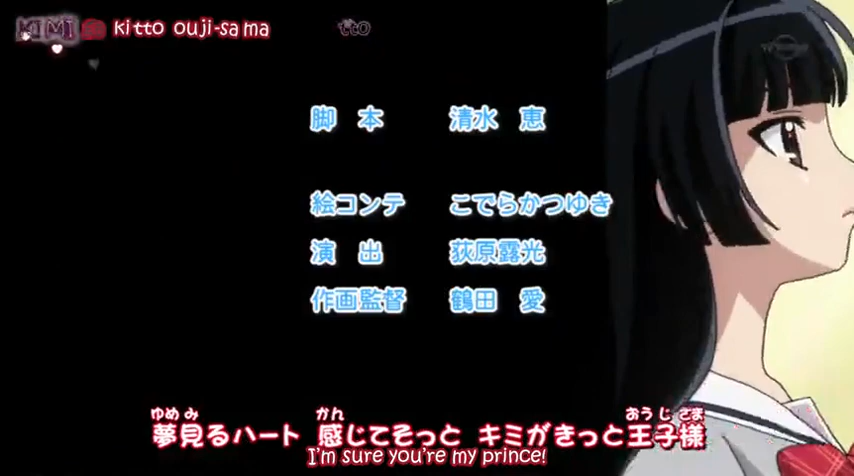 KIMI ga kitto ouji-sama tto
脚 本 清水 恵
絵コンテ こでらかつゆき
演 出 荻原露光
作画監督 鶴田 愛
ゆめ み かん おう じ さま
夢見るハート 感じてそっと キミがきっと王子様
I'm sure you're my prince!